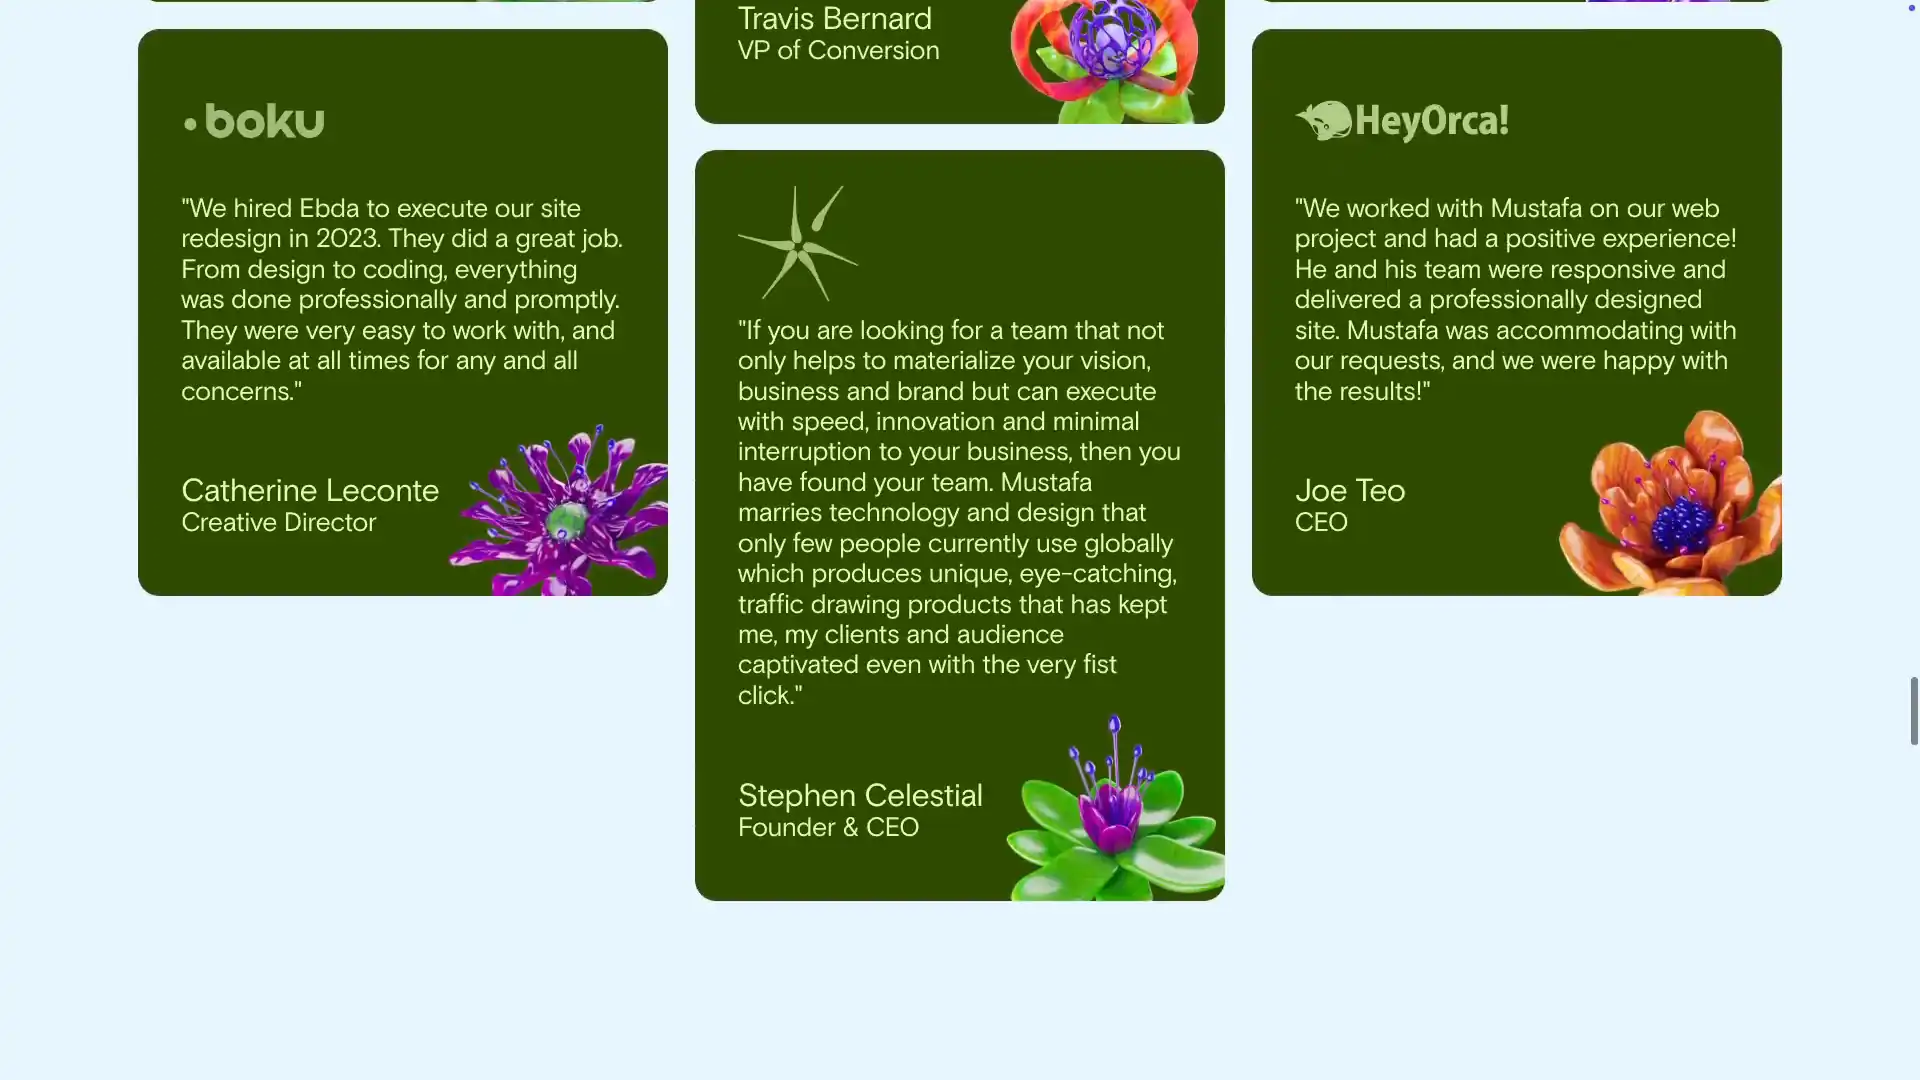 Travis Bernard
VP of Conversion
boku
"We hired Ebda to execute our site
redesign in 2023. They did a great job.
From design to coding, everything
was done professionally and promptly.
They were very easy to work with, and
available at all times for any and all
concerns."
Catherine Leconte
Creative Director
"If you are looking for a team that not
only helps to materialize your vision,
business and brand but can execute
with speed, innovation and minimal
interruption to your business, then you
have found your team. Mustafa
marries technology and design that
only few people currently use globally
which produces unique, eye-catching,
traffic drawing products that has kept
me, my clients and audience
captivated even with the very fist
click."
Stephen Celestial
Founder & CEO
HeyOrca!
"We worked with Mustafa on our web
project and had a positive experience!
He and his team were responsive and
delivered a professionally designed
site. Mustafa was accommodating with
our requests, and we were happy with
the results!"
Joe Teo
CEO